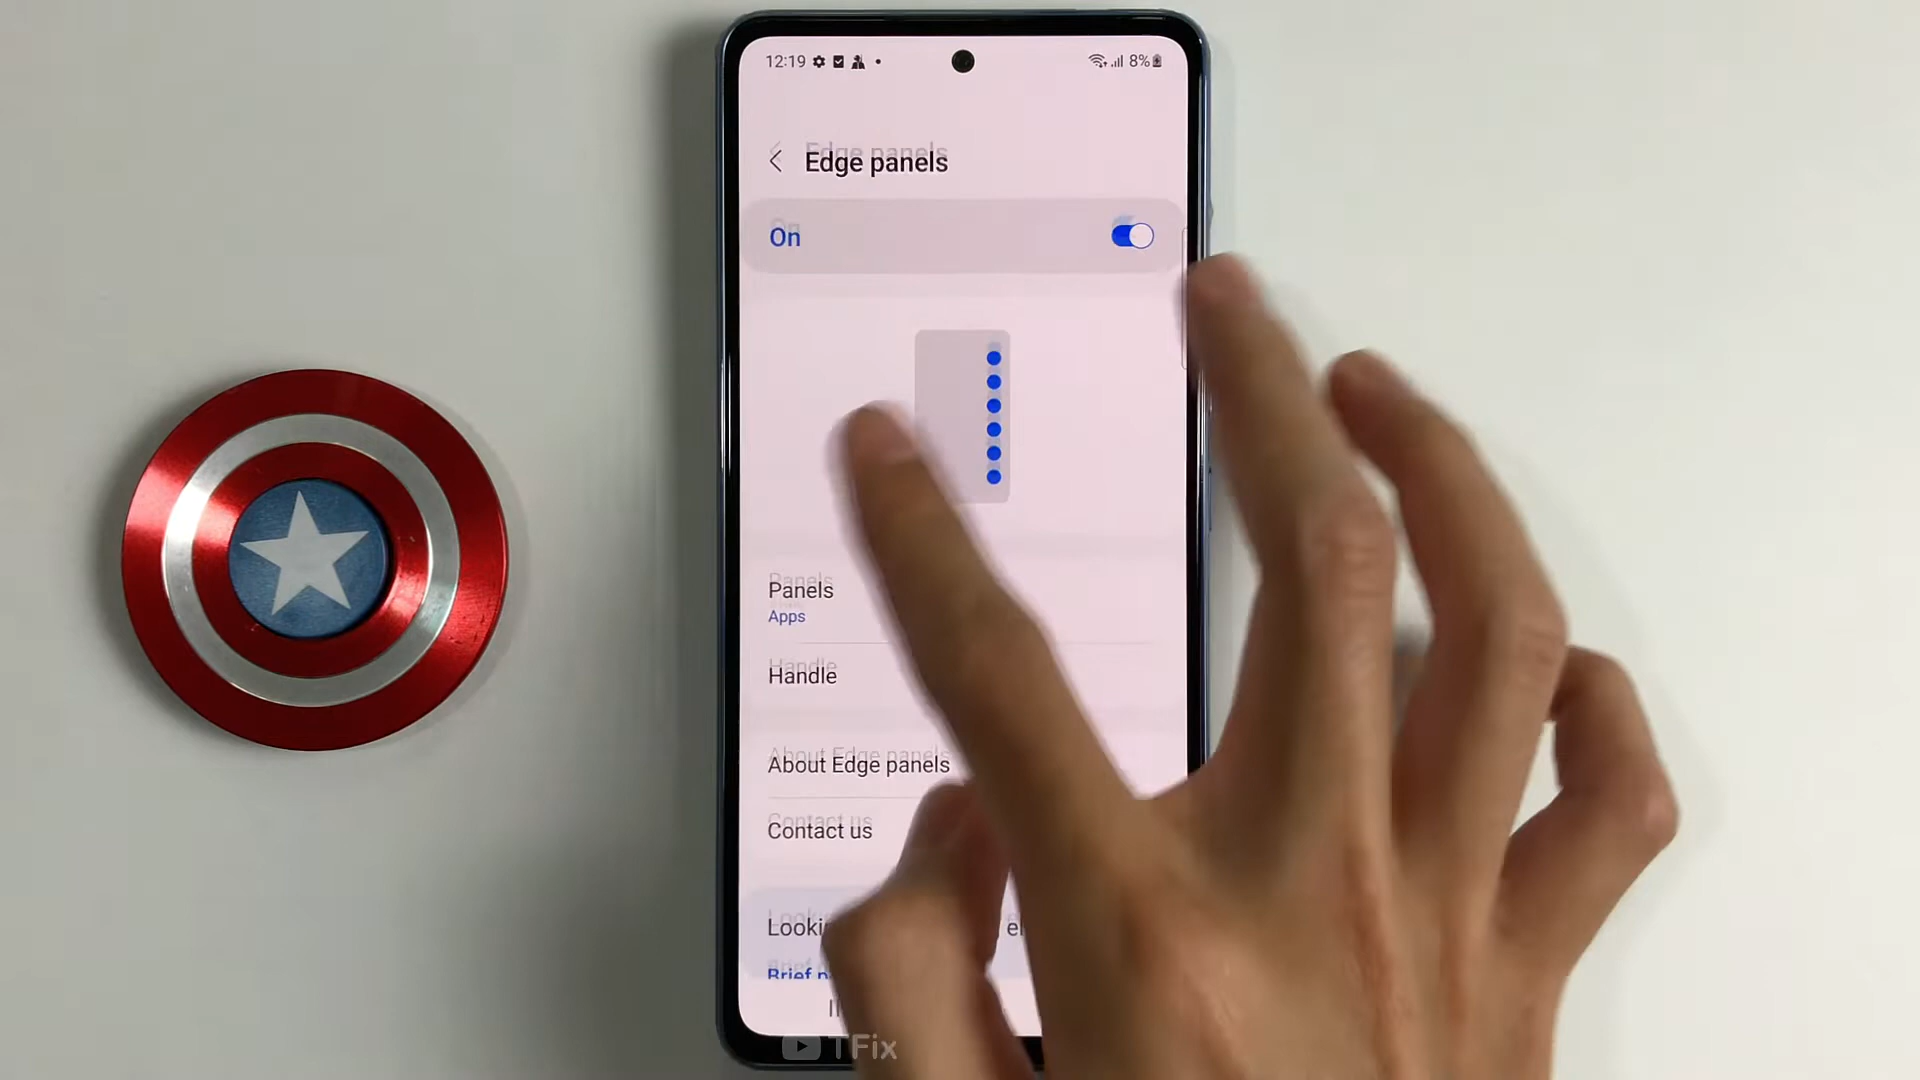 12:19 8%
Edge panels
On
Panels
Apps
Handle
About Edge panels
Contact us
TFix